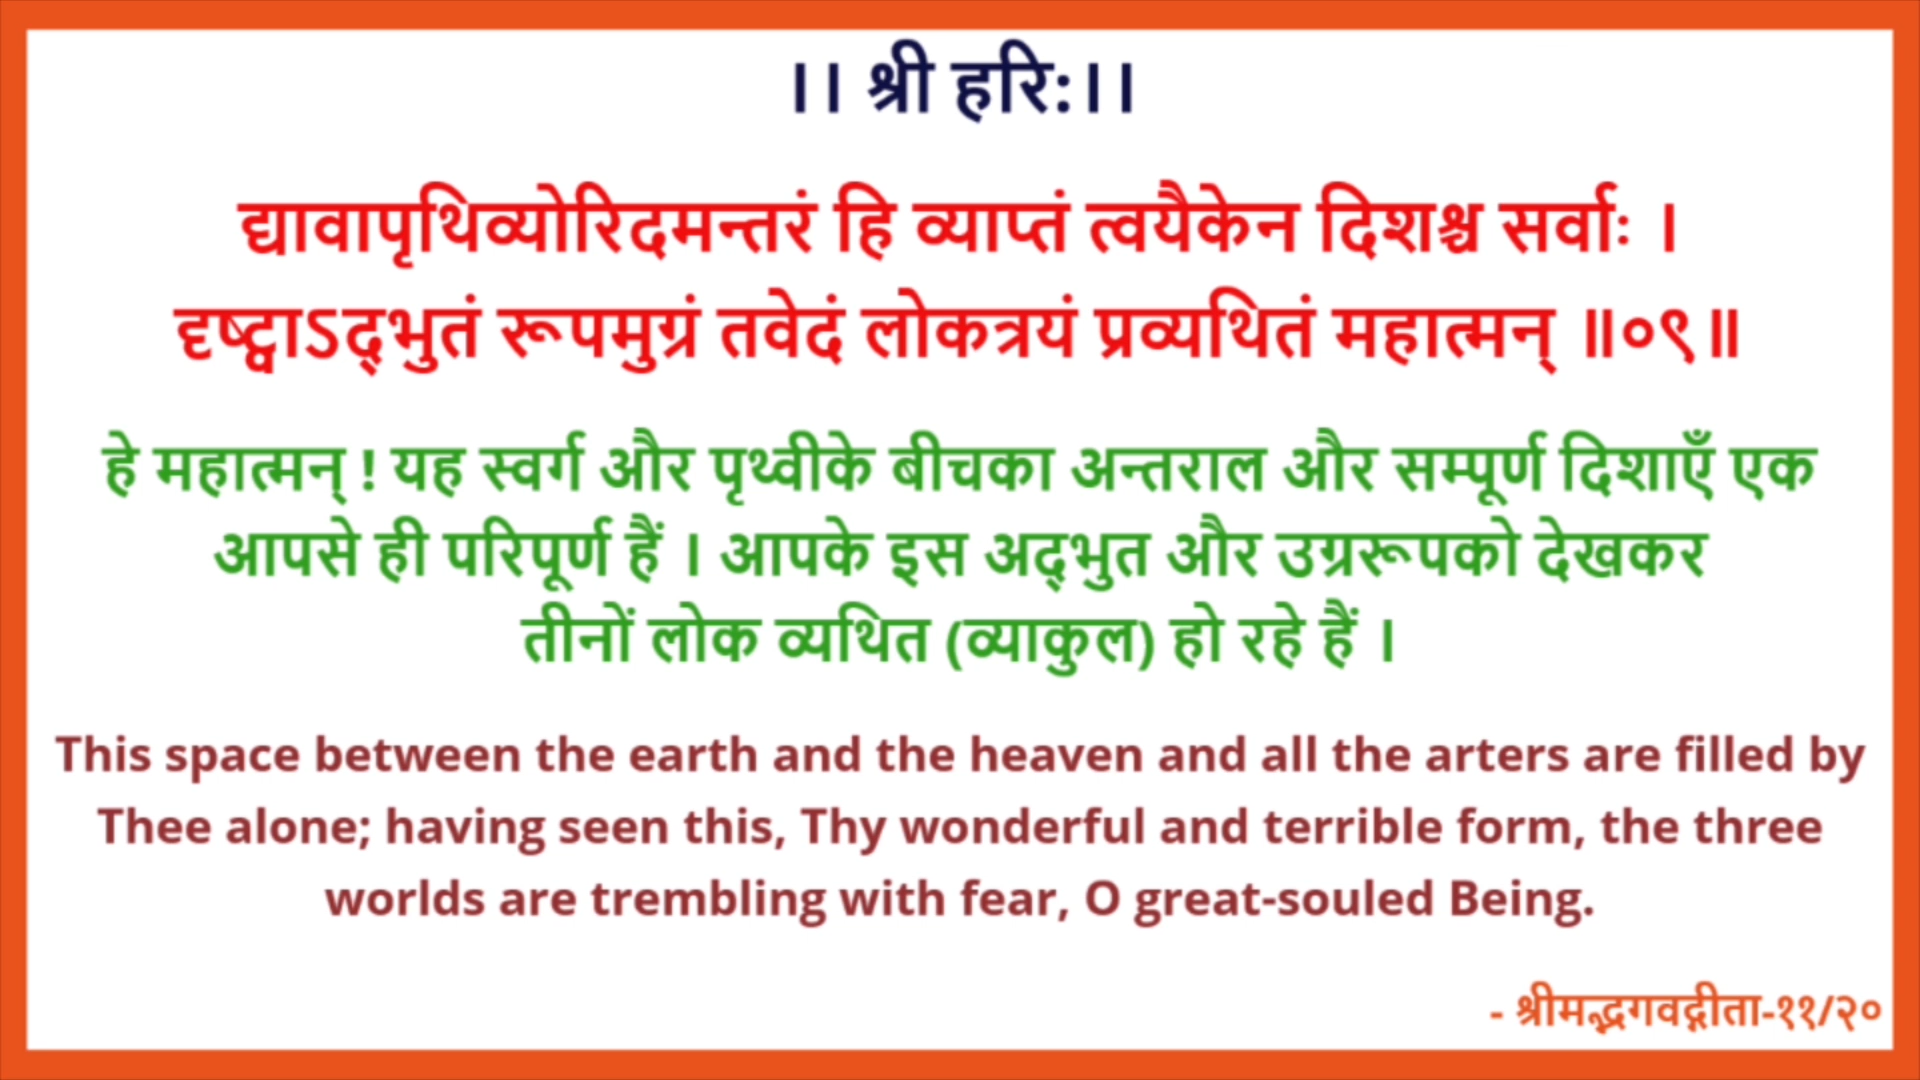 ।। श्री हरि:।।
द्यावापृथिव्योरिदमन्तरं हि व्याप्तं त्वयैकेन दिशश्च सर्वाः ।
दृष्ट्वाऽद्भुतं रूपमुग्रं तवेदं लोकत्रयं प्रव्यथितं महात्मन् ॥०९॥
हे महात्मन् ! यह स्वर्ग और पृथ्वीके बीचका अन्तराल और सम्पूर्ण दिशाएँ एक
आपसे ही परिपूर्ण हैं । आपके इस अद्भुत और उग्ररूपको देखकर
तीनों लोक व्यथित (व्याकुल) हो रहे हैं ।
This space between the earth and the heaven and all the arters are filled by
Thee alone; having seen this, Thy wonderful and terrible form, the three
worlds are trembling with fear, O great-souled Being.
- श्रीमद्भगवद्गीता-११/२०